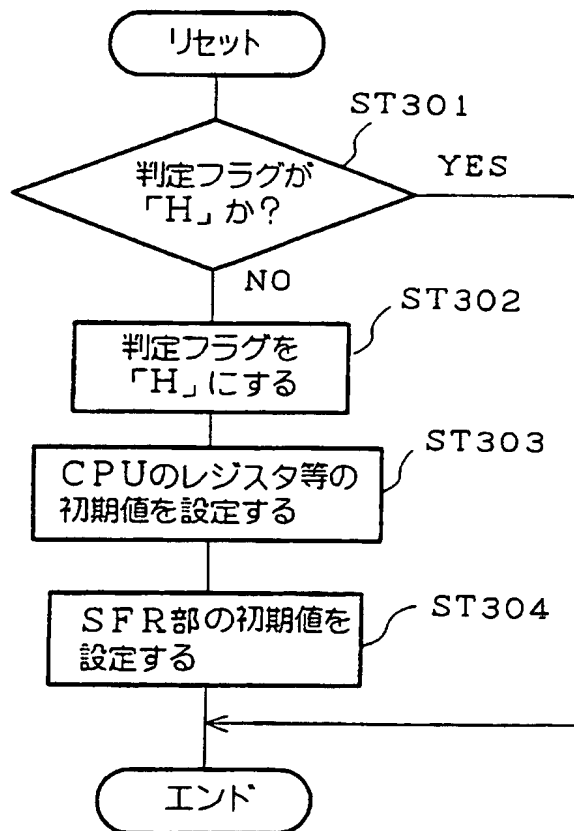 リセット
ST301
判定フラグが
「H」か?
YES
NO
ST302
判定フラグを
「H」にする
ST303
CPUのレジスタ等の
初期値を設定する
ST304
SFR部の初期値を
設定する
エンド